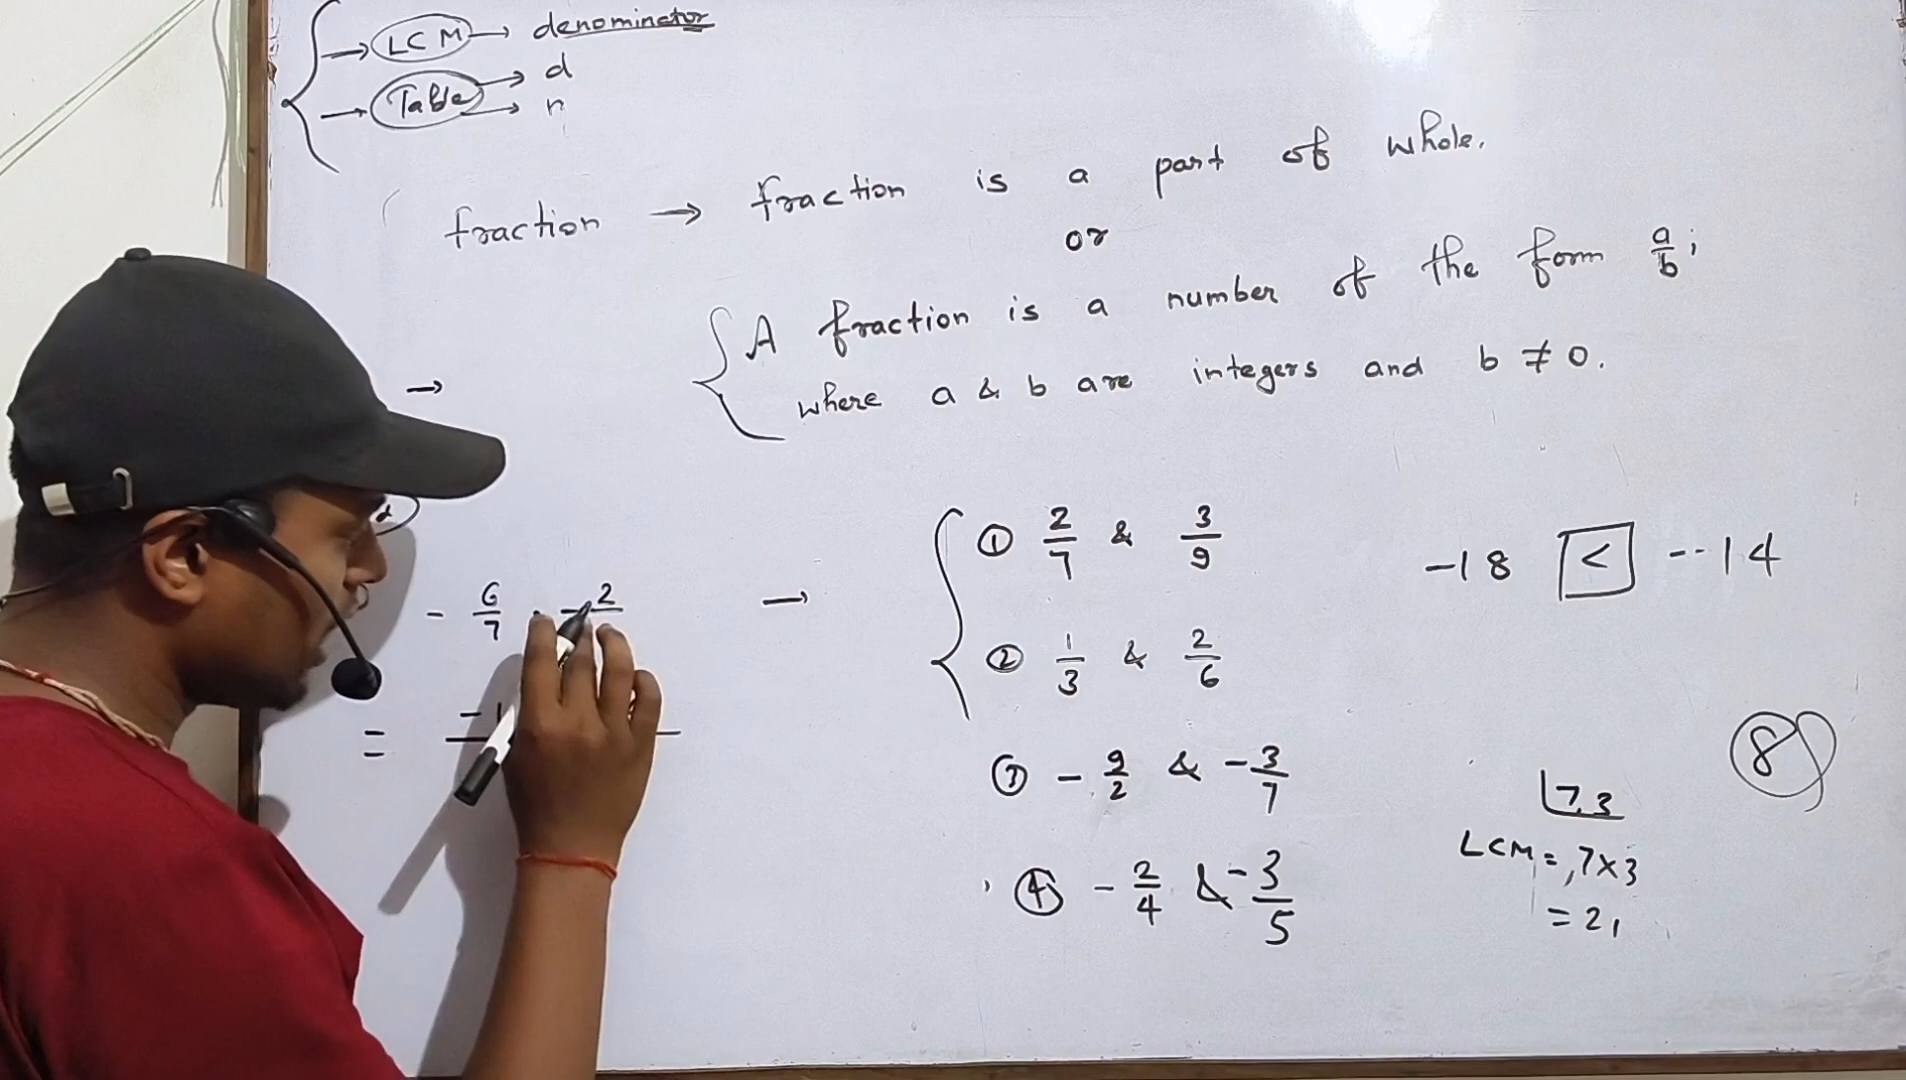 → LCM → denominator
→ Table → d
→ n
fraction → fraction is a part of whole.
or
A fraction is a number of the form a/b;
where a & b are integers and b ≠ 0.
→
- 6/7 , - 2/
→
① 2/7 & 3/9
② 1/3 & 2/6
③ - 9/2 & - 3/7
④ - 2/4 & - 3/5
= -1
-18 < --14
7,3
LCM = 7×3
= 21
8